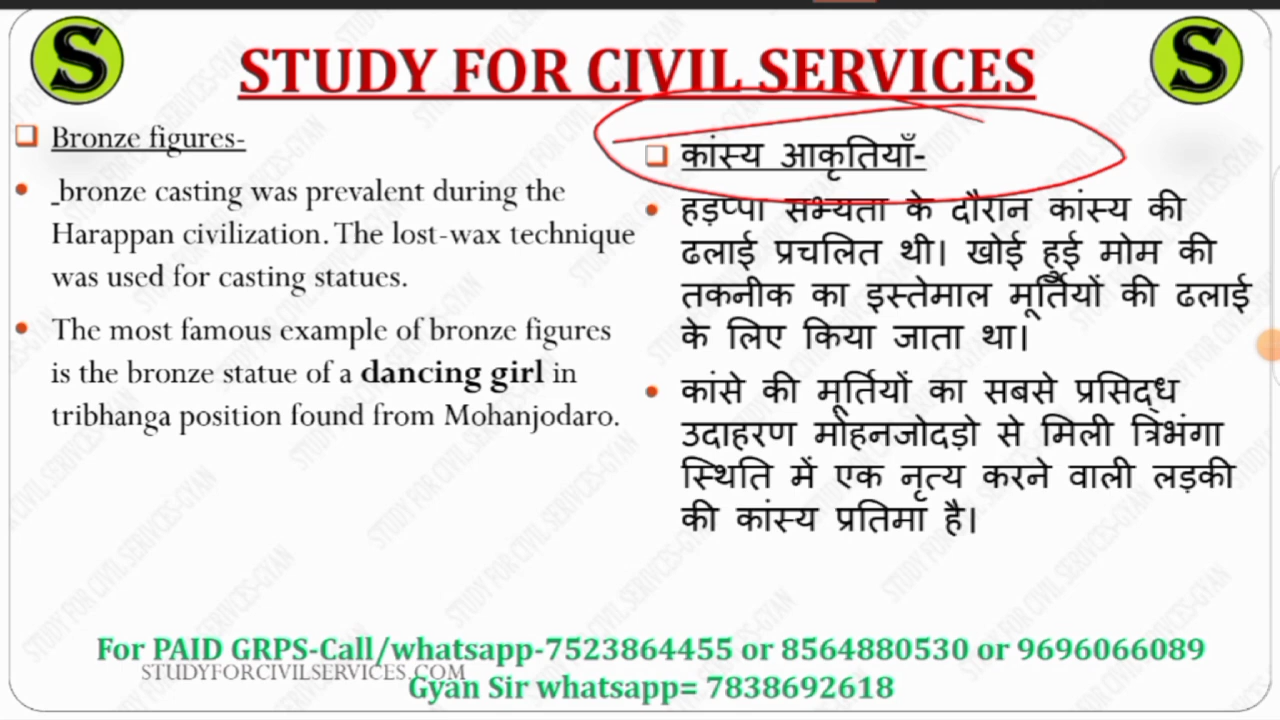 S
STUDY FOR CIVIL SERVICES
S
❑ Bronze figures-
• _bronze casting was prevalent during the
Harappan civilization. The lost-wax technique
was used for casting statues.
• The most famous example of bronze figures
is the bronze statue of a dancing girl in
tribhanga position found from Mohanjodaro.
❑ कांस्य आकृतियाँ-
• हड़प्पा सभ्यता के दौरान कांस्य की
ढलाई प्रचलित थी। खोई हुई मोम की
तकनीक का इस्तेमाल मूर्तियों की ढलाई
के लिए किया जाता था।
• कांसे की मूर्तियों का सबसे प्रसिद्ध
उदाहरण मोहनजोदड़ो से मिली त्रिभंगा
स्थिति में एक नृत्य करने वाली लड़की
की कांस्य प्रतिमा है।
For PAID GRPS-Call/whatsapp-7523864455 or 8564880530 or 9696066089
STUDYFORCIVILSERVICES.COM
Gyan Sir whatsapp= 7838692618